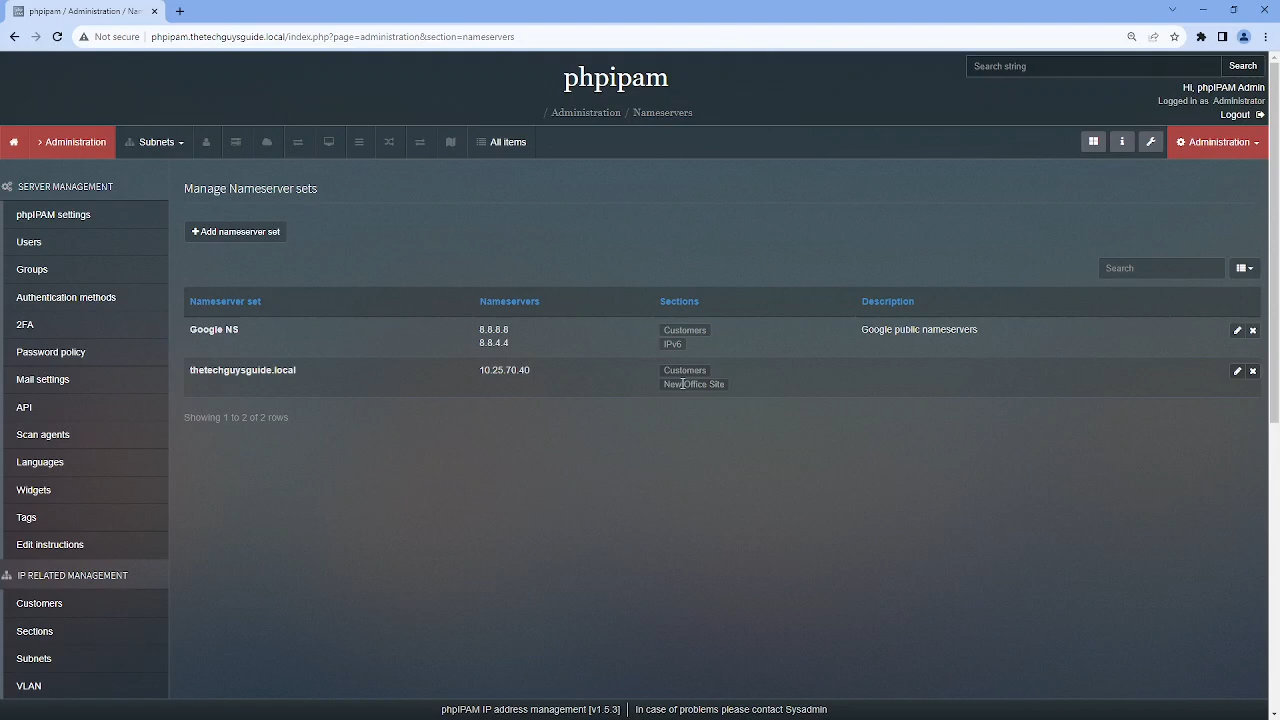 phpipam / Administration / Nam
Not secure
phpipam.thetechguysguide.local/index.php?page=administration&section=nameservers
phpipam
Search string
Search
Hi, phpIPAM Admin
Logged in as Administrator
Logout
/ Administration / Nameservers
Administration
Subnets
All items
Administration
SERVER MANAGEMENT
phpIPAM settings
Users
Groups
Authentication methods
2FA
Password policy
Mail settings
API
Scan agents
Languages
Widgets
Tags
Edit instructions
IP RELATED MANAGEMENT
Customers
Sections
Subnets
VLAN
Manage Nameserver sets
Add nameserver set
Search
Nameserver set Nameservers Sections Description
Google NS 8.8.8.8 Customers Google public nameservers
8.8.4.4 IPv6
thetechguysguide.local 10.25.70.40 Customers
New Office Site
Showing 1 to 2 of 2 rows
phpIPAM IP address management [v1.5.3] In case of problems please contact Sysadmin